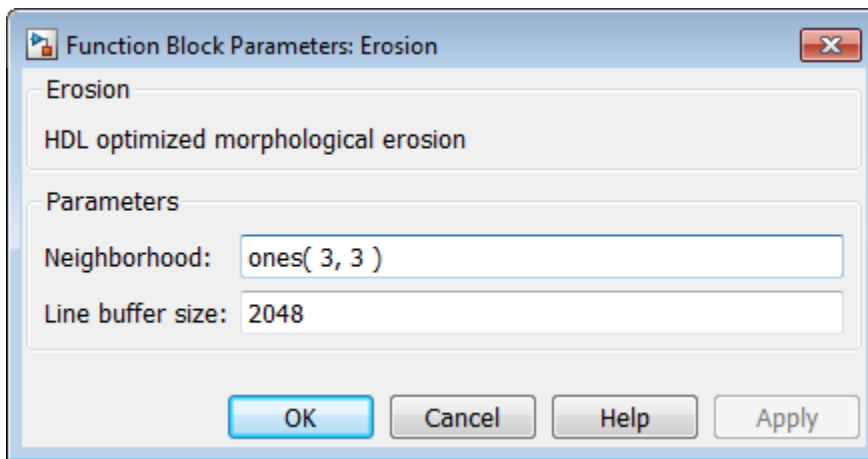 Function Block Parameters: Erosion
Erosion
HDL optimized morphological erosion
Parameters
Neighborhood: ones( 3, 3 )
Line buffer size: 2048
OK Cancel Help Apply